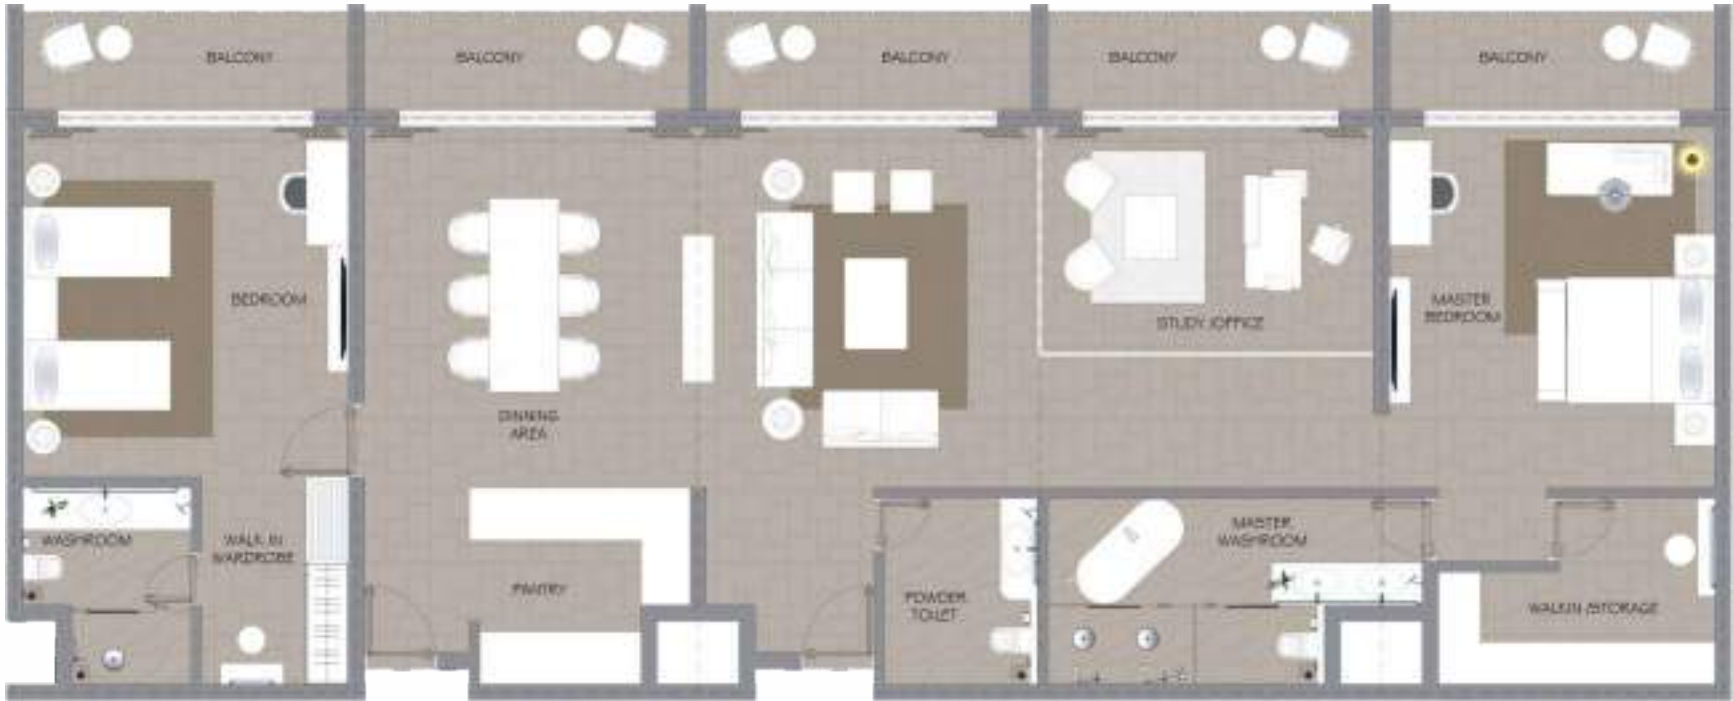 BALCONY
BALCONY
BALCONY
BALCONY
BALCONY
BEDROOM
MASTER
BEDROOM
STUDY /OFFICE
DINNING
AREA
WASHROOM
WALK-IN
WARDROBE
PANTRY
POWDER
TOILET
MASTER
WASHROOM
WALKIN /STORAGE